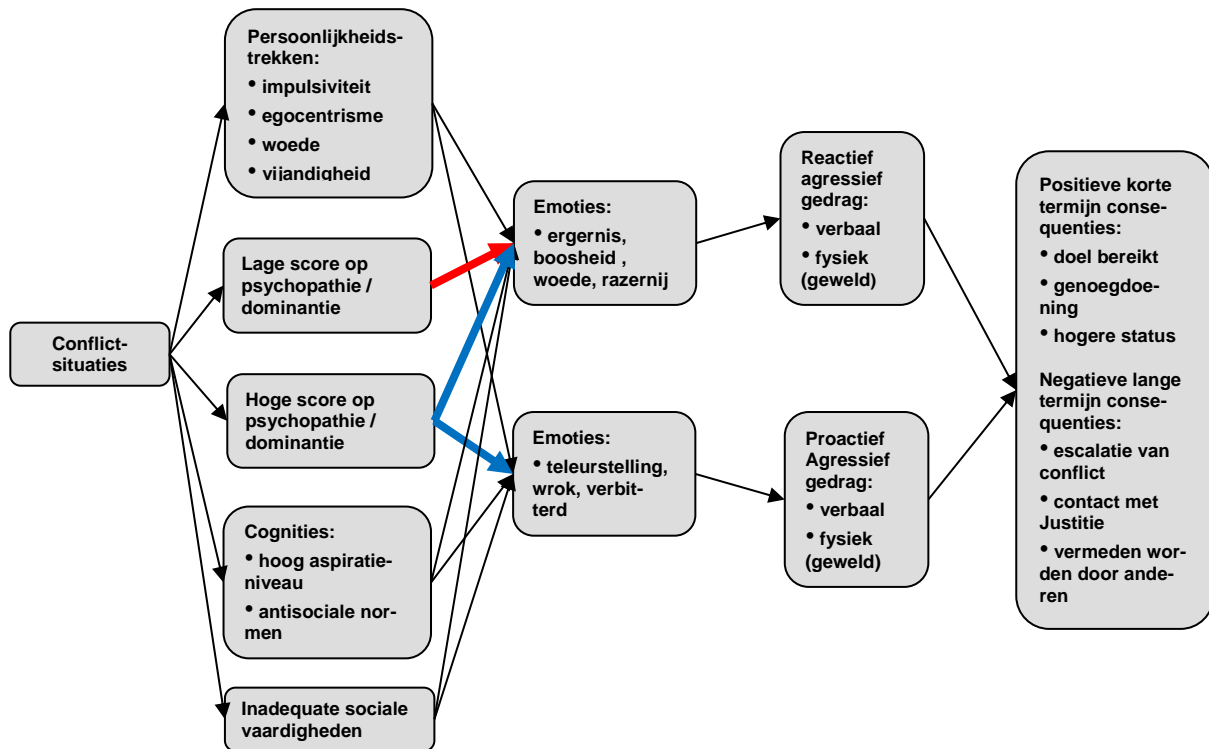 Persoonlijkheids-
trekken:
• impulsiviteit
• egocentrisme
• woede
• vijandigheid
Lage score op
psychopathie /
dominantie
Conflict-
situaties
Hoge score op
psychopathie /
dominantie
Cognities:
• hoog aspiratie-
niveau
• antisociale nor-
men
Inadequate sociale
vaardigheden
Emoties:
• ergernis,
boosheid ,
woede, razernij
Emoties:
• teleurstelling,
wrok, verbit-
terd
Reactief
agressief
gedrag:
• verbaal
• fysiek
(geweld)
Proactief
Agressief
gedrag:
• verbaal
• fysiek
(geweld)
Positieve korte
termijn conse-
quenties:
• doel bereikt
• genoegdoe-
ning
• hogere status
Negatieve lange
termijn conse-
quenties:
• escalatie van
conflict
• contact met
Justitie
• vermeden wor-
den door ande-
ren